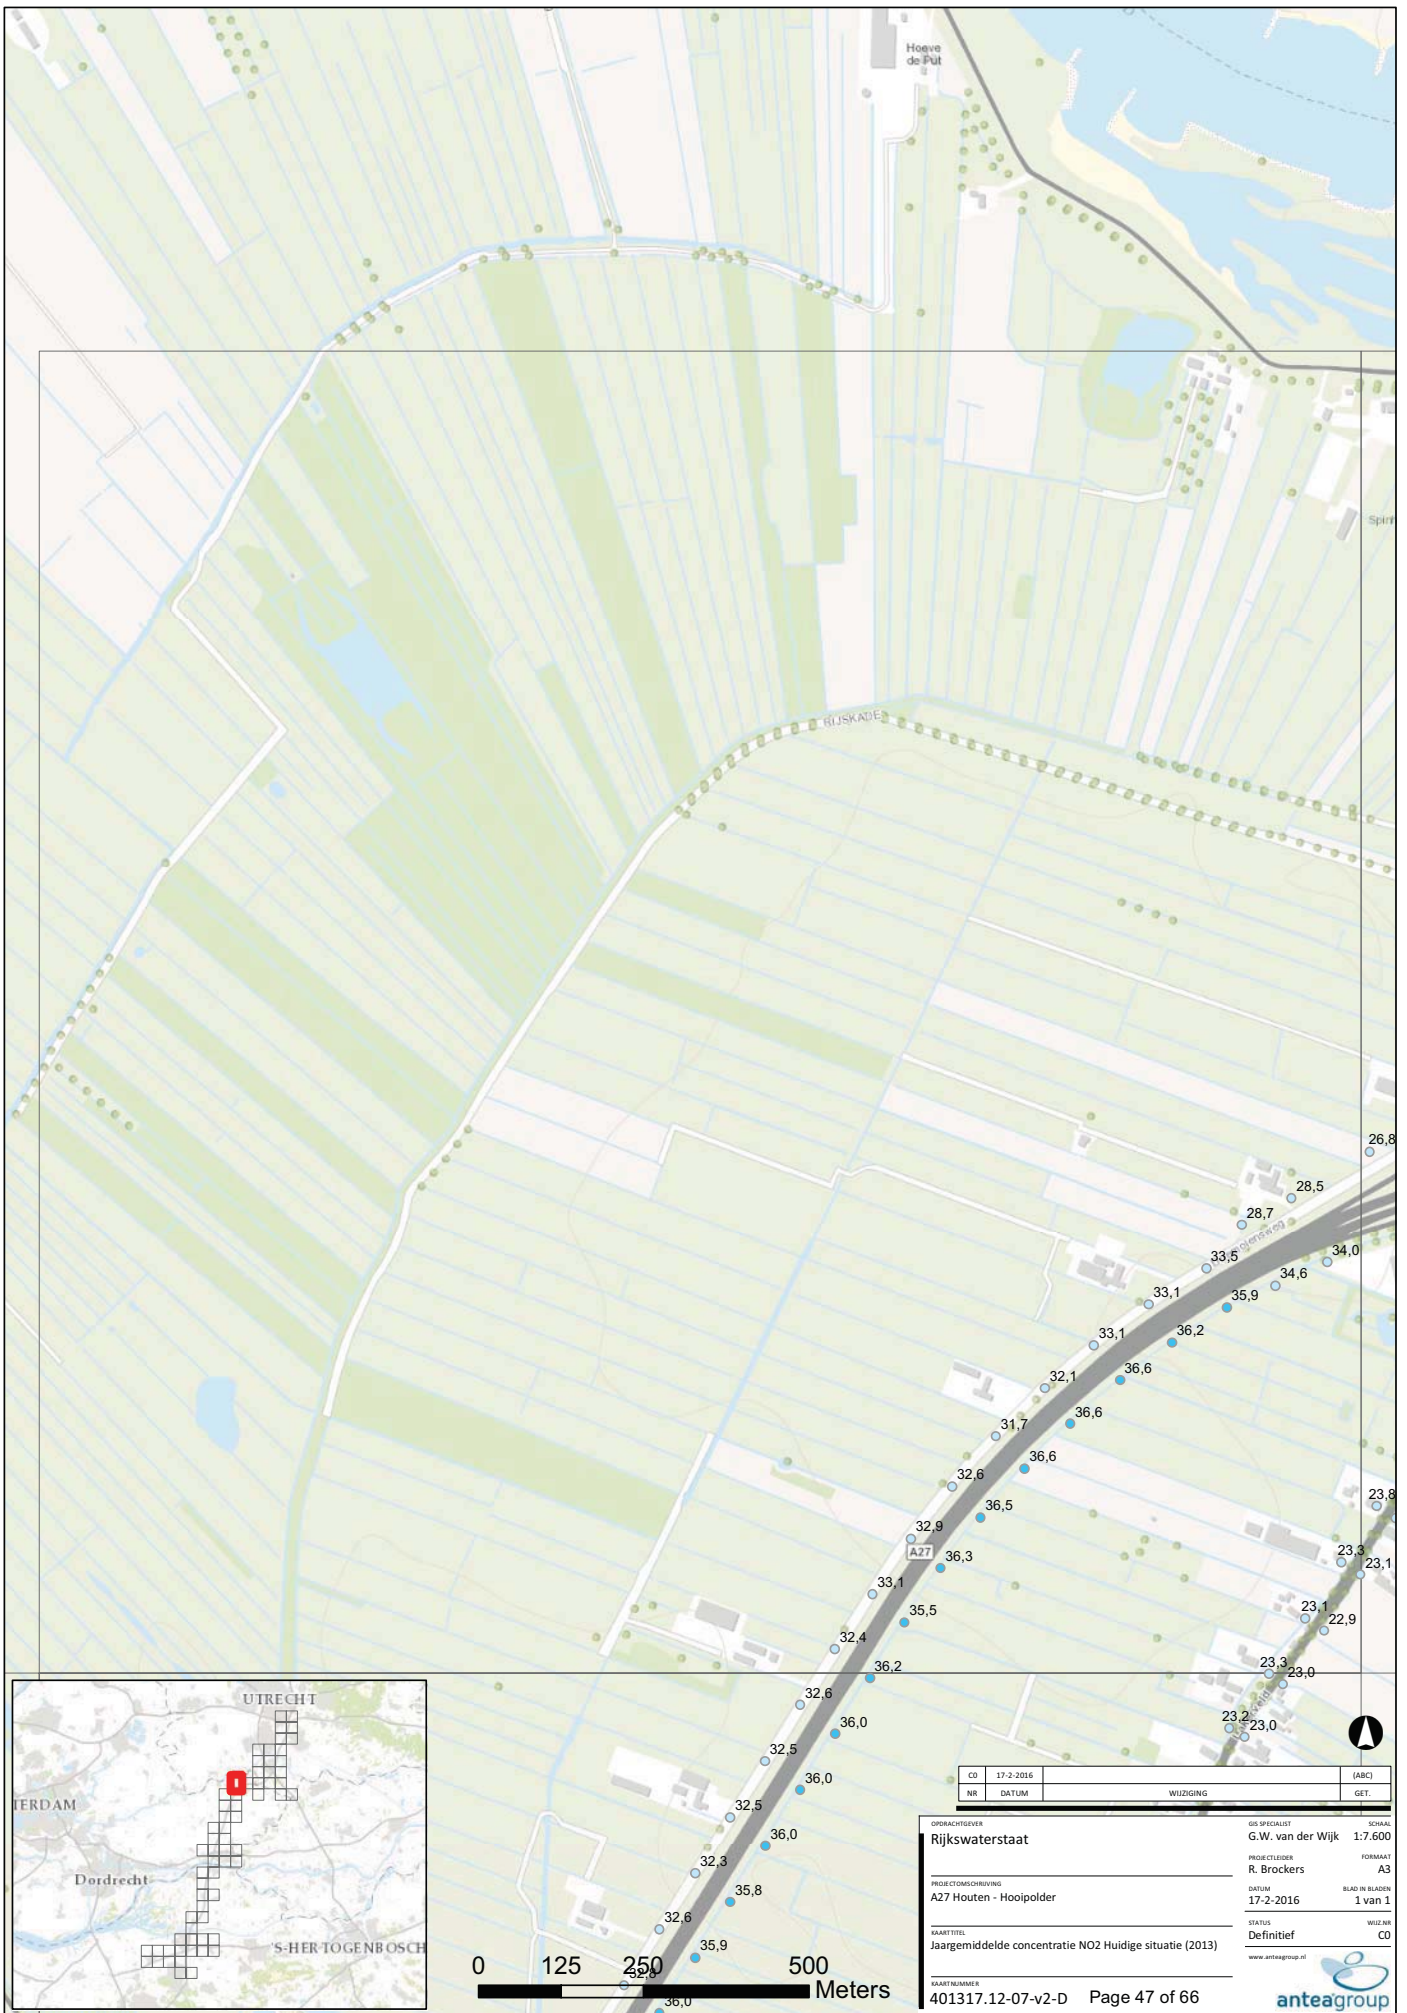 Hoeve
de Put
Spinh
BIJSKADE
26,8
28,5
28,7
33,5
34,0
34,6
33,1
35,9
33,1
36,2
32,1
36,6
31,7
36,6
32,6
36,6
36,5
32,9
A27
36,3
33,1
35,5
32,4
36,2
32,6
36,0
32,5
36,0
32,5
36,0
32,3
35,8
32,6
35,9
32,8
36,0
23,8
23,3
23,1
23,1
22,9
23,3
23,0
23,2
23,0
UTRECHT
TERDAM
Dordrecht
'S-HERTOGENBOSCH
0 125 250 500
Meters
C0 17-2-2016 (ABC)
NR DATUM WIJZIGING GET.
OPDRACHTGEVER
Rijkswaterstaat
GIS SPECIALIST SCHAAL
G.W. van der Wijk 1:7.600
PROJECTLEIDER FORMAAT
R. Brockers A3
PROJECTOMSCHRIJVING
A27 Houten - Hooipolder
DATUM BLAD IN BLADEN
17-2-2016 1 van 1
STATUS WIJZ.NR
Definitief C0
KAARTTITEL
Jaargemiddelde concentratie NO2 Huidige situatie (2013)
www.anteagroup.nl
KAARTNUMMER
401317.12-07-v2-D Page 47 of 66
anteagroup